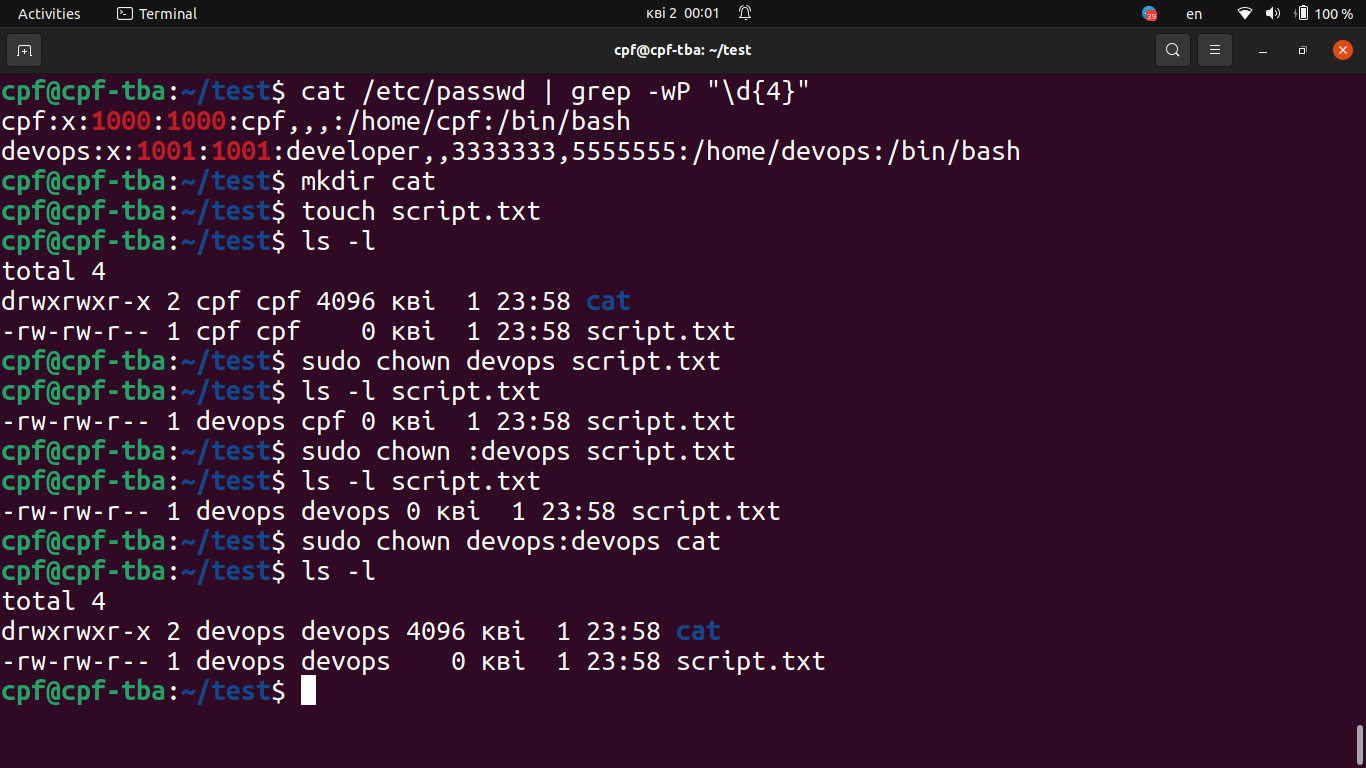 Activities Terminal кві 2 00:01 39 en 100 %
cpf@cpf-tba: ~/test
cpf@cpf-tba:~/test$ cat /etc/passwd | grep -wP "\d{4}"
cpf:x:1000:1000:cpf,,,:/home/cpf:/bin/bash
devops:x:1001:1001:developer,,3333333,5555555:/home/devops:/bin/bash
cpf@cpf-tba:~/test$ mkdir cat
cpf@cpf-tba:~/test$ touch script.txt
cpf@cpf-tba:~/test$ ls -l
total 4
drwxrwxr-x 2 cpf cpf 4096 кві  1 23:58 cat
-rw-rw-r-- 1 cpf cpf    0 кві  1 23:58 script.txt
cpf@cpf-tba:~/test$ sudo chown devops script.txt
cpf@cpf-tba:~/test$ ls -l script.txt
-rw-rw-r-- 1 devops cpf 0 кві  1 23:58 script.txt
cpf@cpf-tba:~/test$ sudo chown :devops script.txt
cpf@cpf-tba:~/test$ ls -l script.txt
-rw-rw-r-- 1 devops devops 0 кві  1 23:58 script.txt
cpf@cpf-tba:~/test$ sudo chown devops:devops cat
cpf@cpf-tba:~/test$ ls -l
total 4
drwxrwxr-x 2 devops devops 4096 кві  1 23:58 cat
-rw-rw-r-- 1 devops devops    0 кві  1 23:58 script.txt
cpf@cpf-tba:~/test$